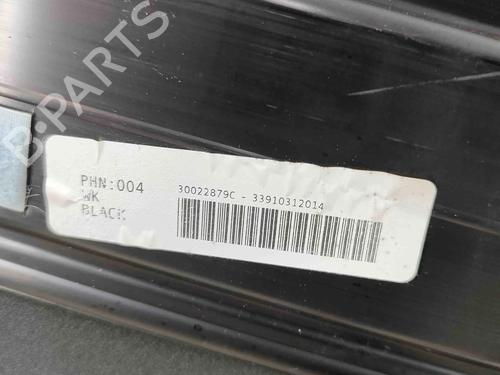 B-PARTS
PHN:004
WK
BLACK
30022879C - 33910312014